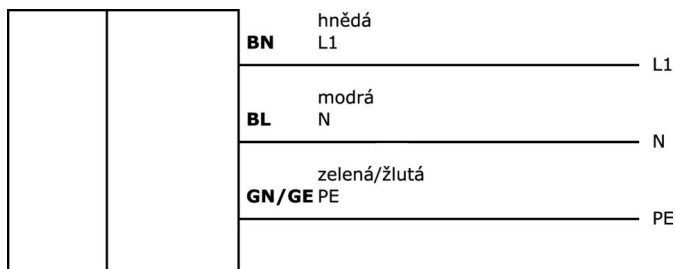 hnědá
BN L1
L1
modrá
BL N
N
zelená/žlutá
GN/GE PE
PE